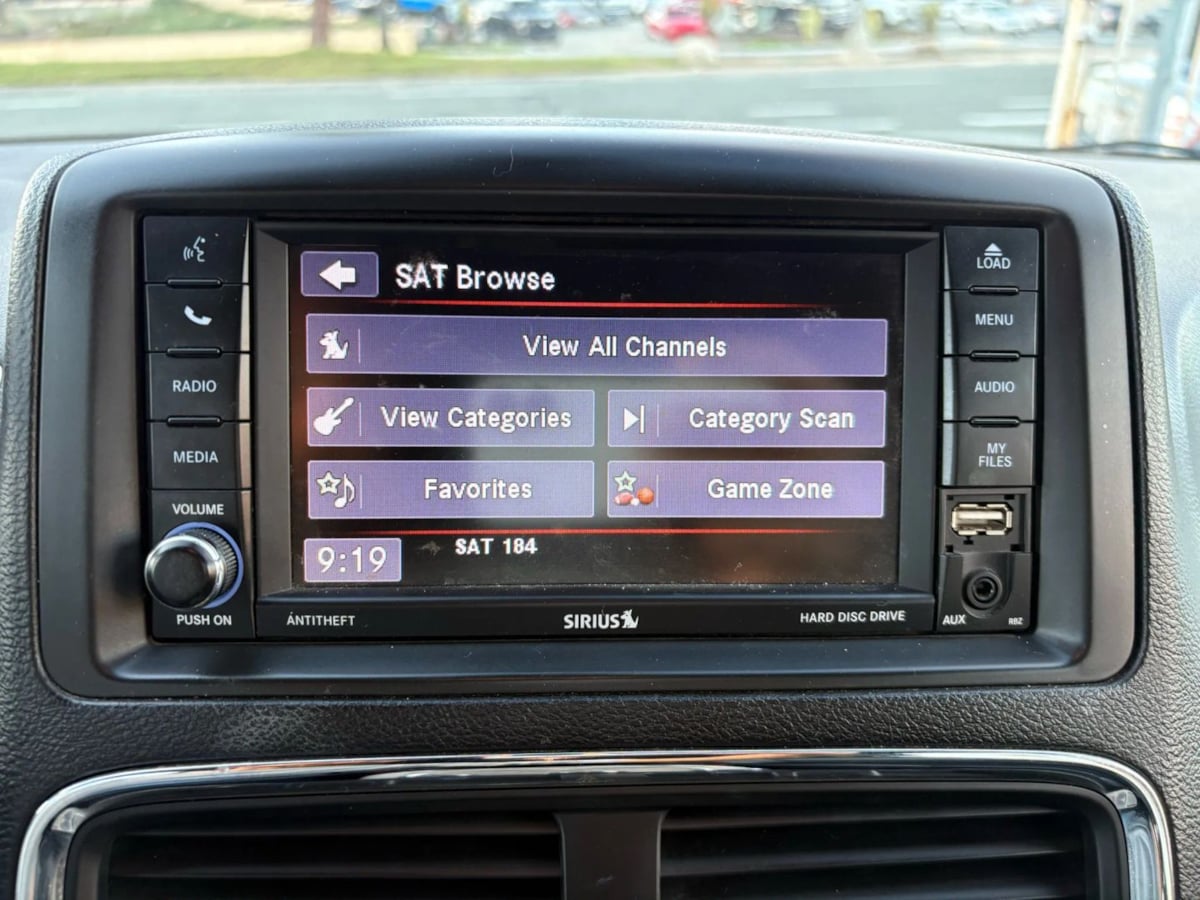 SAT Browse
View All Channels
View Categories
Category Scan
Favorites
Game Zone
9:19
SAT 184
RADIO
MEDIA
VOLUME
PUSH ON
LOAD
MENU
AUDIO
MY
FILES
AUX
RBZ
ÁNTITHEFT
SIRIUS
HARD DISC DRIVE